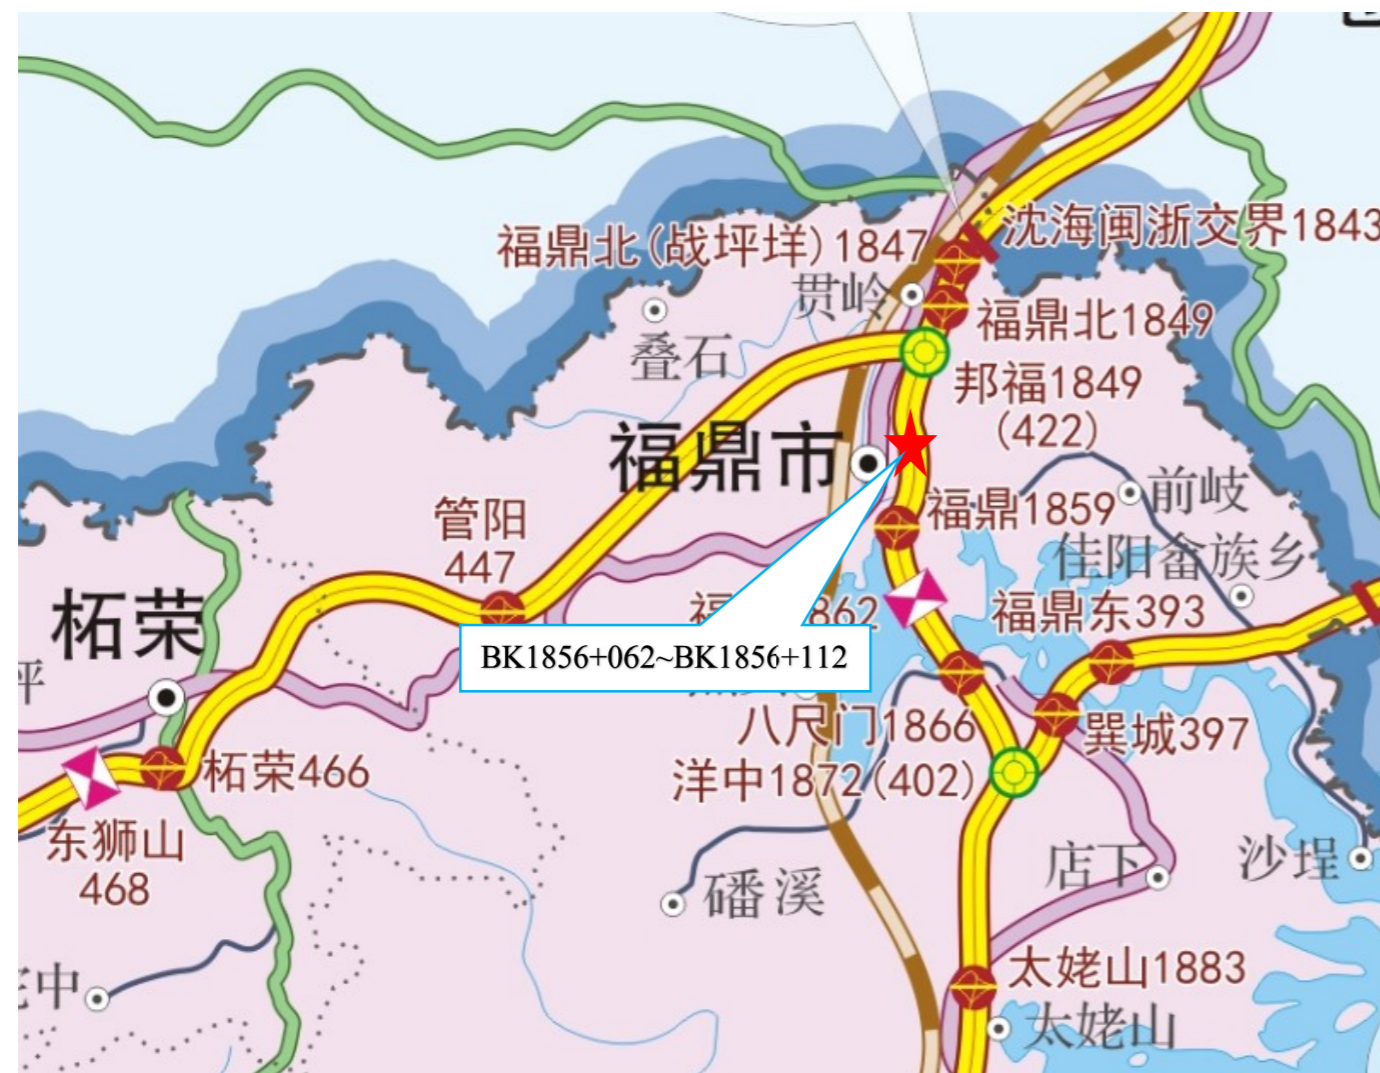 沈海闽浙交界1843
福鼎北(战坪垟)1847
贯岭
福鼎北1849
叠石
邦福1849
(422)
福鼎市
前岐
管阳
447
福鼎1859
佳阳畲族乡
柘荣
福
862
福鼎东393
BK1856+062~BK1856+112
坪
八尺门1866
巽城397
柘荣466
洋中1872(402)
东狮山
468
店下
沙埕
磻溪
太姥山1883
中
太姥山